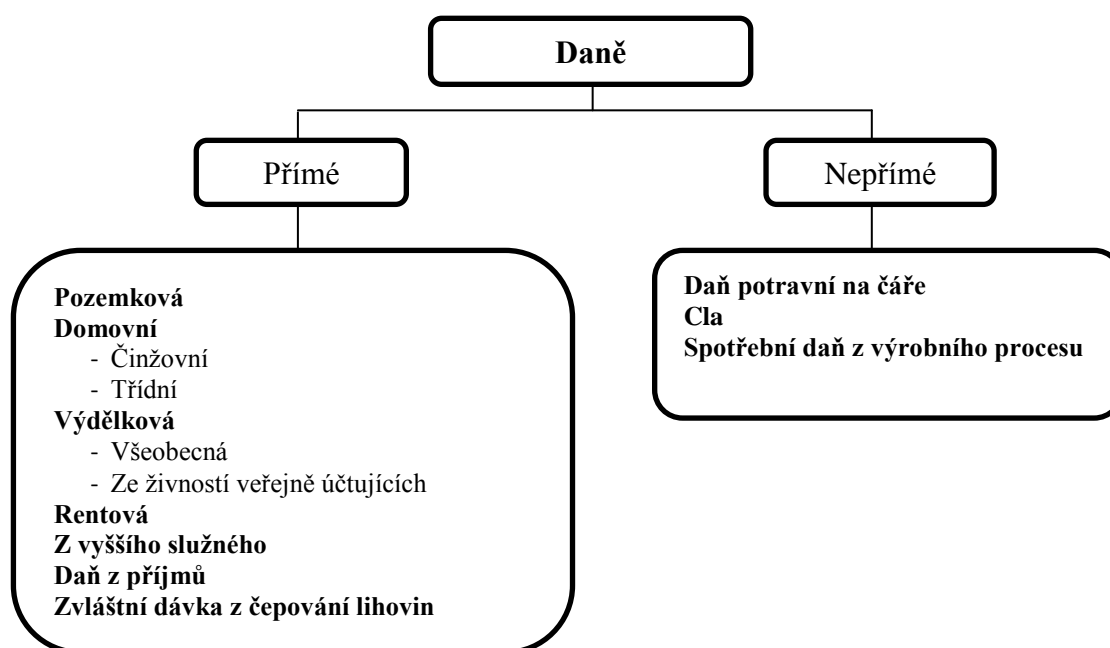 Daně
Přímé
Nepřímé
Pozemková
Domovní
- Činžovní
- Třídní
Výdělková
- Všeobecná
- Ze živností veřejně účtujících
Rentová
Z vyššího služného
Daň z příjmů
Zvláštní dávka z čepování lihovin
Daň potravní na čáře
Cla
Spotřební daň z výrobního procesu